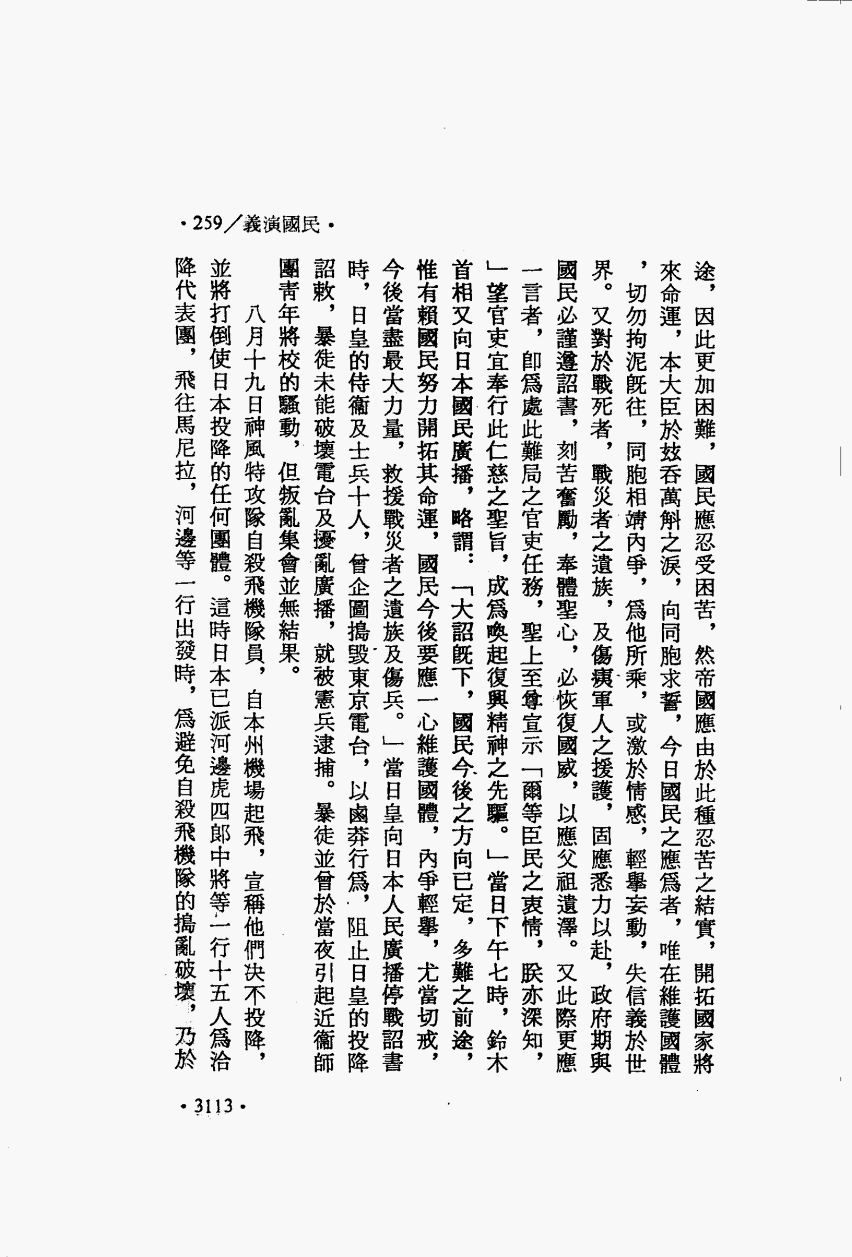 ·民國演義/259·
途，因此更加困難，國民應忍受困苦，然帝國應由於此種忍苦之結實，開拓國家將
來命運，本大臣於玆吞萬斛之淚，向同胞求誓，今日國民之應爲者，唯在維護國體
，切勿拘泥既往，同胞相靖內爭，爲他所乘，或激於情感，輕舉妄動，失信義於世
界。又對於戰死者，戰災者之遺族，及傷痍軍人之援護，固應悉力以赴，政府期與
國民必謹遵詔書，刻苦奮勵，奉體聖心，必恢復國威，以應父祖遺澤。又此際更應
一言者，卽爲處此難局之官吏任務，聖上至尊宣示「爾等臣民之衷情，朕亦深知，
」望官吏宜奉行此仁慈之聖旨，成爲喚起復興精神之先驅。」當日下午七時，鈴木
首相又向日本國民廣播，略謂：「大詔既下，國民今後之方向已定，多難之前途，
惟有賴國民努力開拓其命運，國民今後要應一心維護國體，內爭輕舉，尤當切戒，
今後當盡最大力量，救援戰災者之遺族及傷兵。」當日皇向日本人民廣播停戰詔書
時，日皇的侍衞及士兵十人，曾企圖搗毀東京電台，以鹵莽行爲，阻止日皇的投降
詔敕，暴徒未能破壞電台及擾亂廣播，就被憲兵逮捕。暴徒並曾於當夜引起近衞師
團靑年將校的騷動，但叛亂集會並無結果。
八月十九日神風特攻隊自殺飛機隊員，自本州機場起飛，宣稱他們決不投降，
並將打倒使日本投降的任何團體。這時日本已派河邊虎四郎中將等一行十五人爲洽
降代表團，飛往馬尼拉，河邊等一行出發時，爲避免自殺飛機隊的搗亂破壞，乃於
·3113·